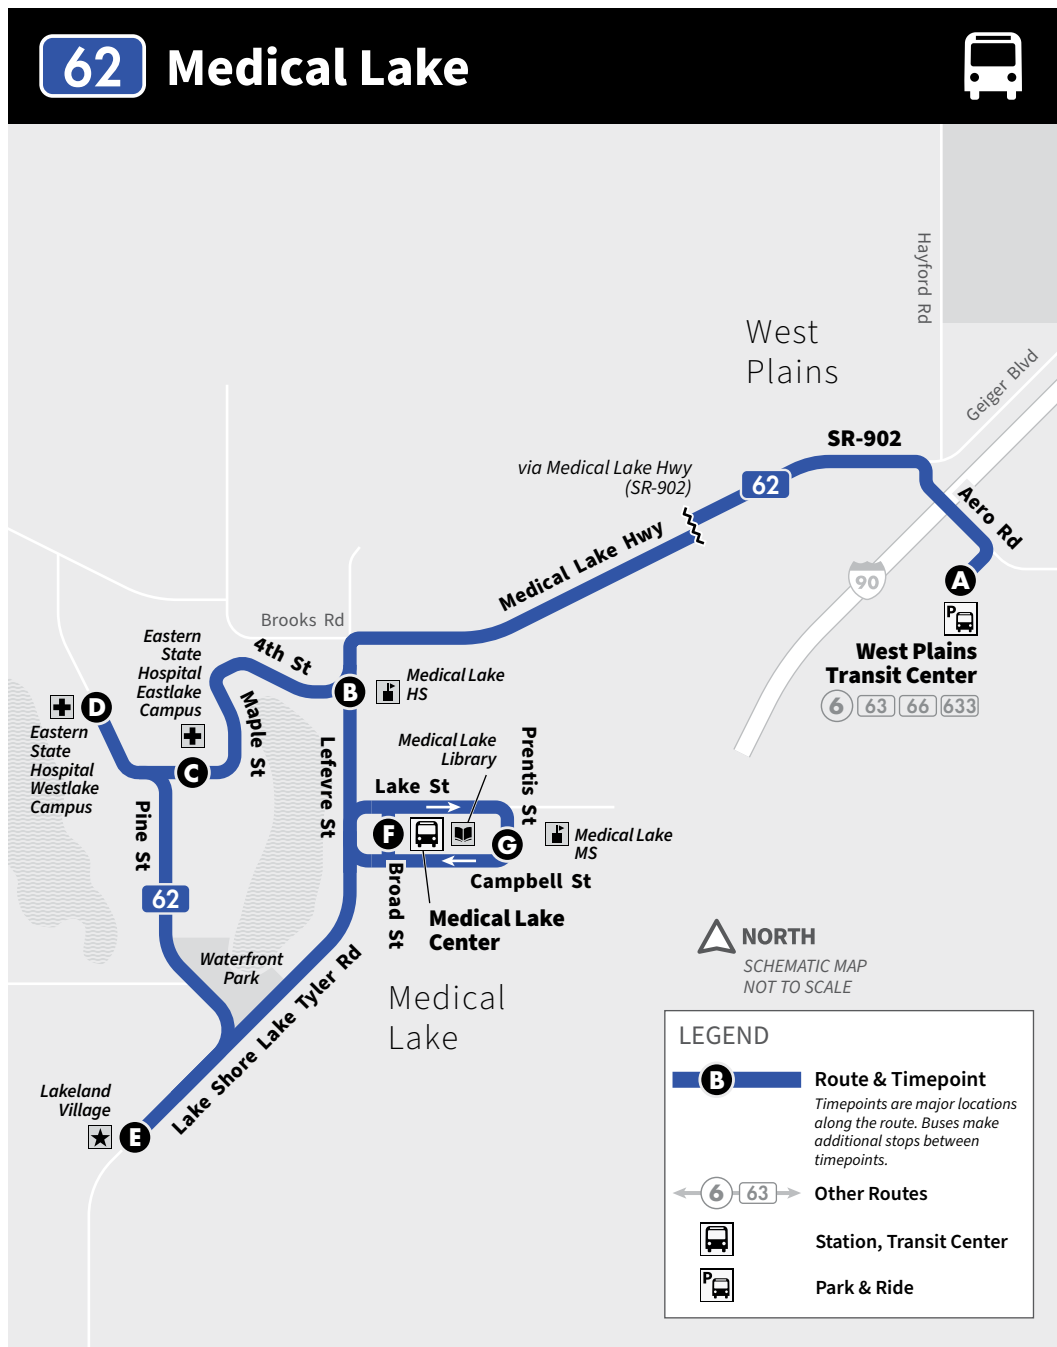 62 Medical Lake
Hayford Rd
West
Plains
Geiger Blvd
SR-902
via Medical Lake Hwy
(SR-902)
62
Aero Rd
Medical Lake Hwy
A
90
P
West Plains
Transit Center
6 63 66 633
Brooks Rd
Eastern
State
Hospital
Eastlake
Campus
4th St
B
Medical Lake
HS
Maple St
D
Eastern
State
Hospital
Westlake
Campus
C
Lefevre St
Medical Lake
Library
Prentis St
Lake St
Pine St
F
G
Medical Lake
MS
Broad St
Campbell St
62
Medical Lake
Center
Waterfront
Park
Lake Shore Lake Tyler Rd
Medical
Lake
NORTH
SCHEMATIC MAP
NOT TO SCALE
Lakeland
Village
E
LEGEND
B Route & Timepoint
Timepoints are major locations
along the route. Buses make
additional stops between
timepoints.
6 63 Other Routes
Station, Transit Center
P Park & Ride